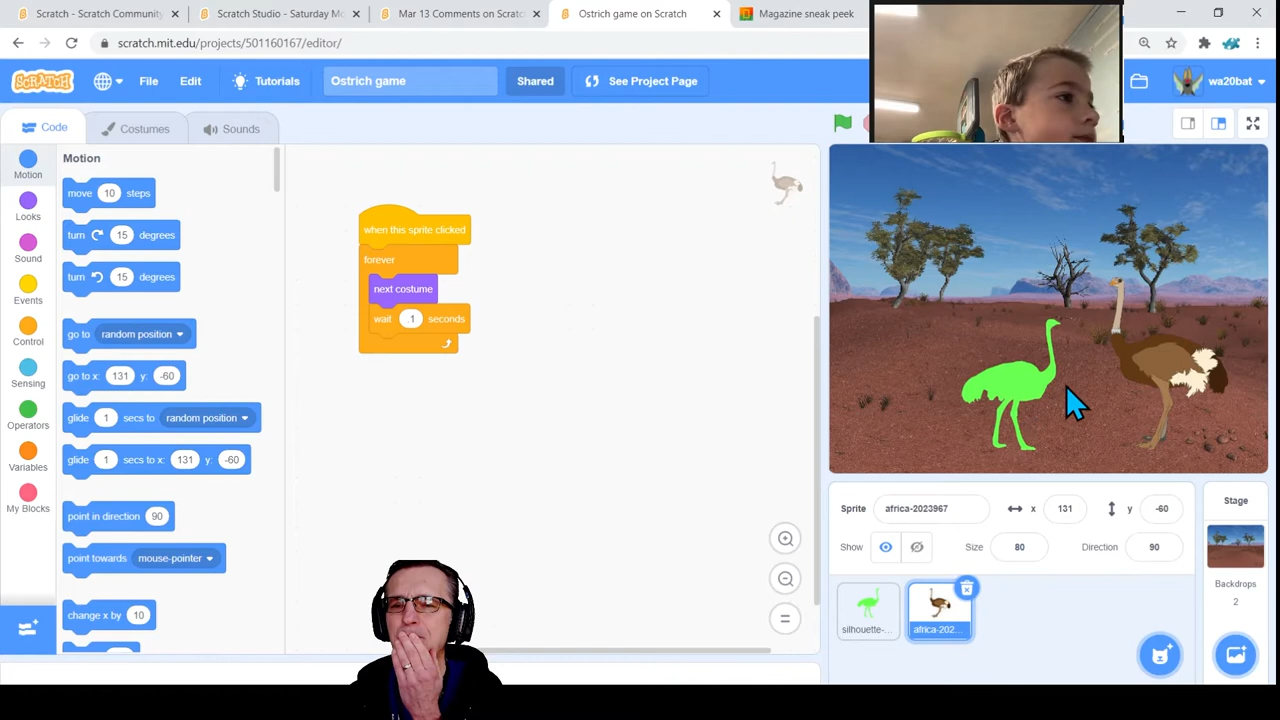 Scratch - Scratch Community
Scratch Studio - Saturday Mo
Mar 13 Comments on Scratc
Ostrich game on Scratch
Magazine sneak peek
scratch.mit.edu/projects/501160167/editor/
SCRATCH
File
Edit
Tutorials
Ostrich game
Shared
See Project Page
wa20bat
Code
Costumes
Sounds
Motion
Looks
Sound
Events
Control
Sensing
Operators
Variables
My Blocks
Motion
move 10 steps
turn 15 degrees
turn 15 degrees
go to random position
go to x: 131 y: -60
glide 1 secs to random position
glide 1 secs to x: 131 y: -60
point in direction 90
point towards mouse-pointer
change x by 10
when this sprite clicked
forever
next costume
wait .1 seconds
Sprite africa-2023967 x 131 y -60
Show Size 80 Direction 90
silhouette-...
africa-202...
Stage
Backdrops
2